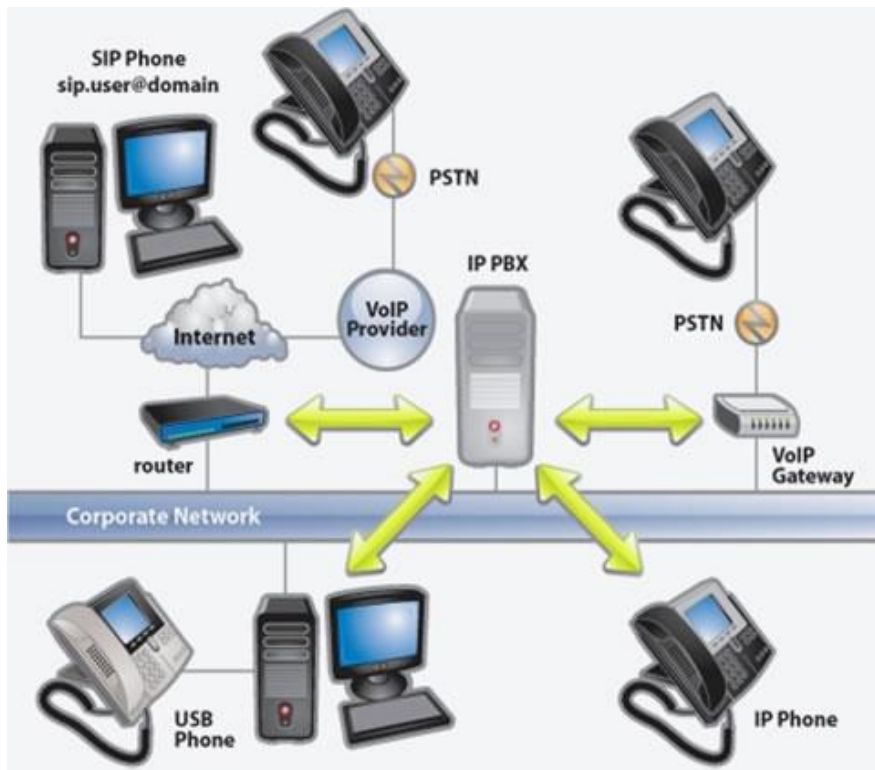 SIP Phone
sip.user@domain
PSTN
IP PBX
VoIP
Provider
Internet
PSTN
router
VoIP
Gateway
Corporate Network
USB
Phone
IP Phone